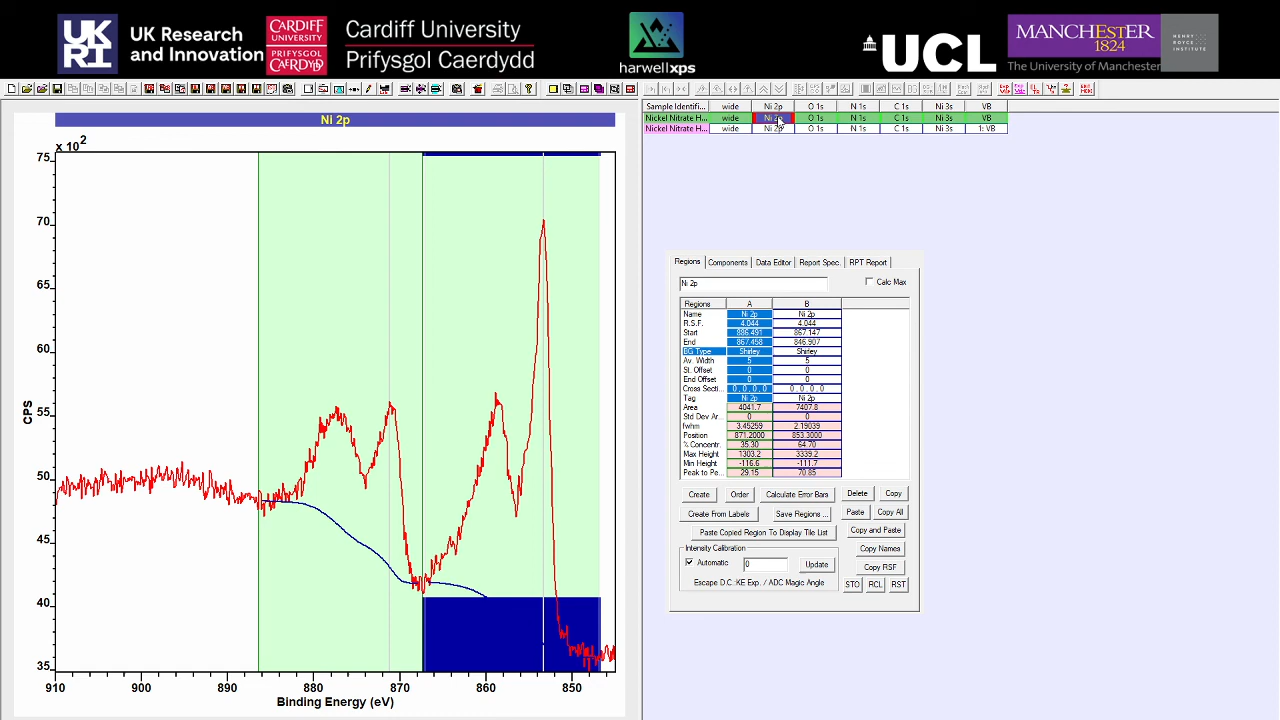 UK RI
UK Research
and Innovation
CARDIFF
UNIVERSITY
PRIFYSGOL
CAERDYDD
Cardiff University
Prifysgol Caerdydd
harwellxps
UCL
MANCHESTER
1824
The University of Manchester
HENRY
ROYCE
INSTITUTE
Sample Identifi... wide Ni 2p O 1s N 1s C 1s Ni 3s VB
Nickel Nitrate H... wide Ni 2p O 1s N 1s C 1s Ni 3s VB
Nickel Nitrate H... wide Ni 2p O 1s N 1s C 1s Ni 3s 1: VB
Ni 2p
x 10²
75
70
65
60
55
50
45
40
35
CPS
910 900 890 880 870 860 850
Binding Energy (eV)
Regions Components Data Editor Report Spec. RPT Report
Ni 2p Calc Max
Regions A B
Name Ni 2p Ni 2p
R.S.F. 4.044 4.044
Start 886.491 867.147
End 867.458 846.907
BG Type Shirley Shirley
Av. Width 5 5
St. Offset 0 0
End Offset 0 0
Cross Secti... 0, 0, 0, 0 0, 0, 0, 0
Tag Ni 2p Ni 2p
Area 4041.7 7407.8
Std Dev Ar... 0 0
fwhm 3.45259 2.19039
Position 871.2000 853.3000
% Concentr. 35.30 64.70
Max Height 1303.2 3339.2
Min Height -116.6 -111.7
Peak to Pe... 29.15 70.85
Create Order Calculate Error Bars Delete Copy
Create From Labels Save Regions ... Paste Copy All
Paste Copied Region To Display Tile List Copy and Paste
Intensity Calibration Copy Names
Automatic 0 Update Copy RSF
Escape D.C.:KE Exp. / ADC Magic Angle STO RCL RST